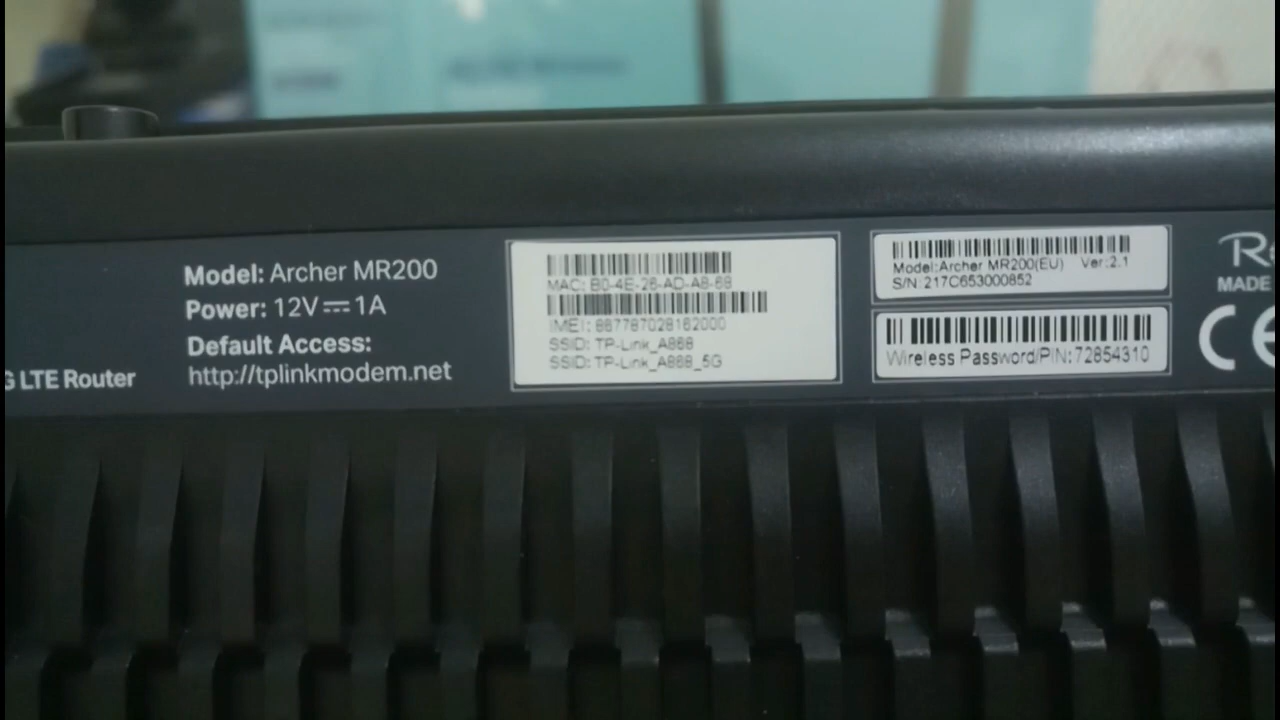 G LTE Router
Model: Archer MR200
Power: 12V⎓1A
Default Access:
http://tplinkmodem.net
MAC: B0-4E-26-AD-A8-68
IMEI: 867787028162000
SSID: TP-Link_A868
SSID: TP-Link_A868_5G
Model:Archer MR200(EU) Ver:2.1
S/N:217C653000852
Wireless Password/PIN:72854310
MADE
CE